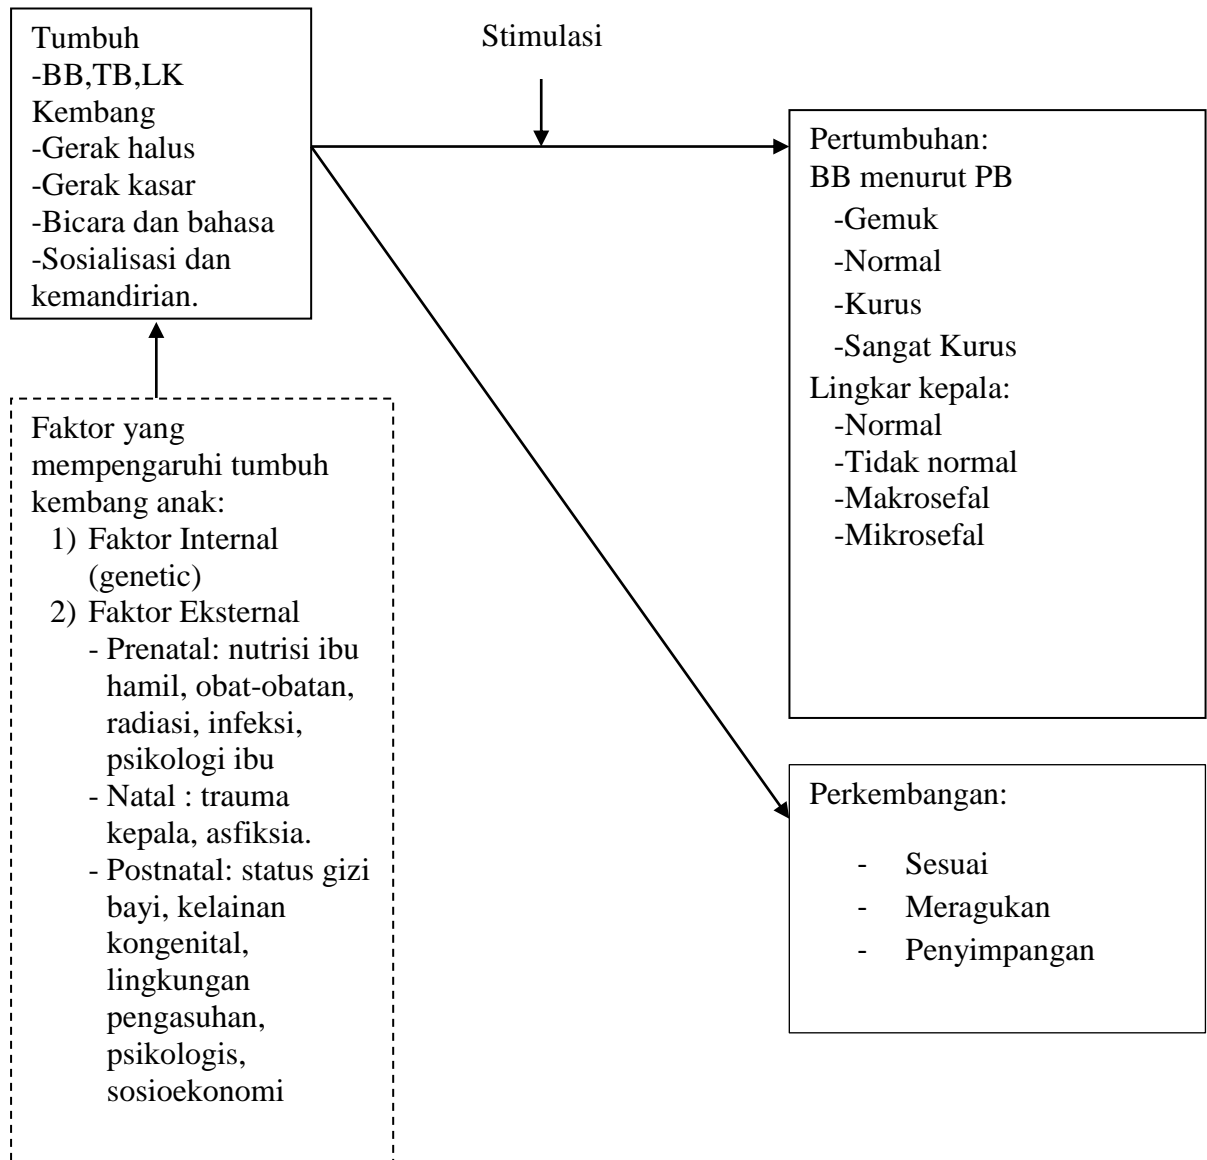 Tumbuh
-BB,TB,LK
Kembang
-Gerak halus
-Gerak kasar
-Bicara dan bahasa
-Sosialisasi dan
kemandirian.
Stimulasi
Pertumbuhan:
BB menurut PB
-Gemuk
-Normal
-Kurus
-Sangat Kurus
Lingkar kepala:
-Normal
-Tidak normal
-Makrosefal
-Mikrosefal
Faktor yang
mempengaruhi tumbuh
kembang anak:
1) Faktor Internal
(genetic)
2) Faktor Eksternal
- Prenatal: nutrisi ibu
hamil, obat-obatan,
radiasi, infeksi,
psikologi ibu
- Natal : trauma
kepala, asfiksia.
- Postnatal: status gizi
bayi, kelainan
kongenital,
lingkungan
pengasuhan,
psikologis,
sosioekonomi
Perkembangan:
- Sesuai
- Meragukan
- Penyimpangan